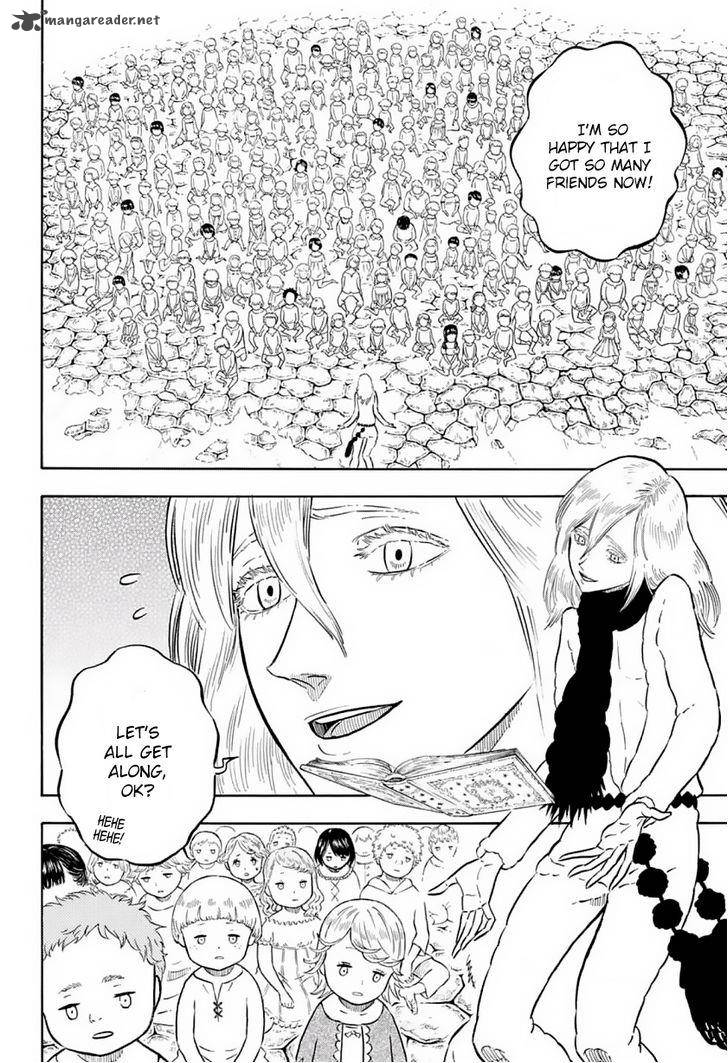 mangareader.net
I'M SO
HAPPY THAT I
GOT SO MANY
FRIENDS NOW!
LET'S
ALL GET
ALONG,
OK?
HEHE
HEHE!